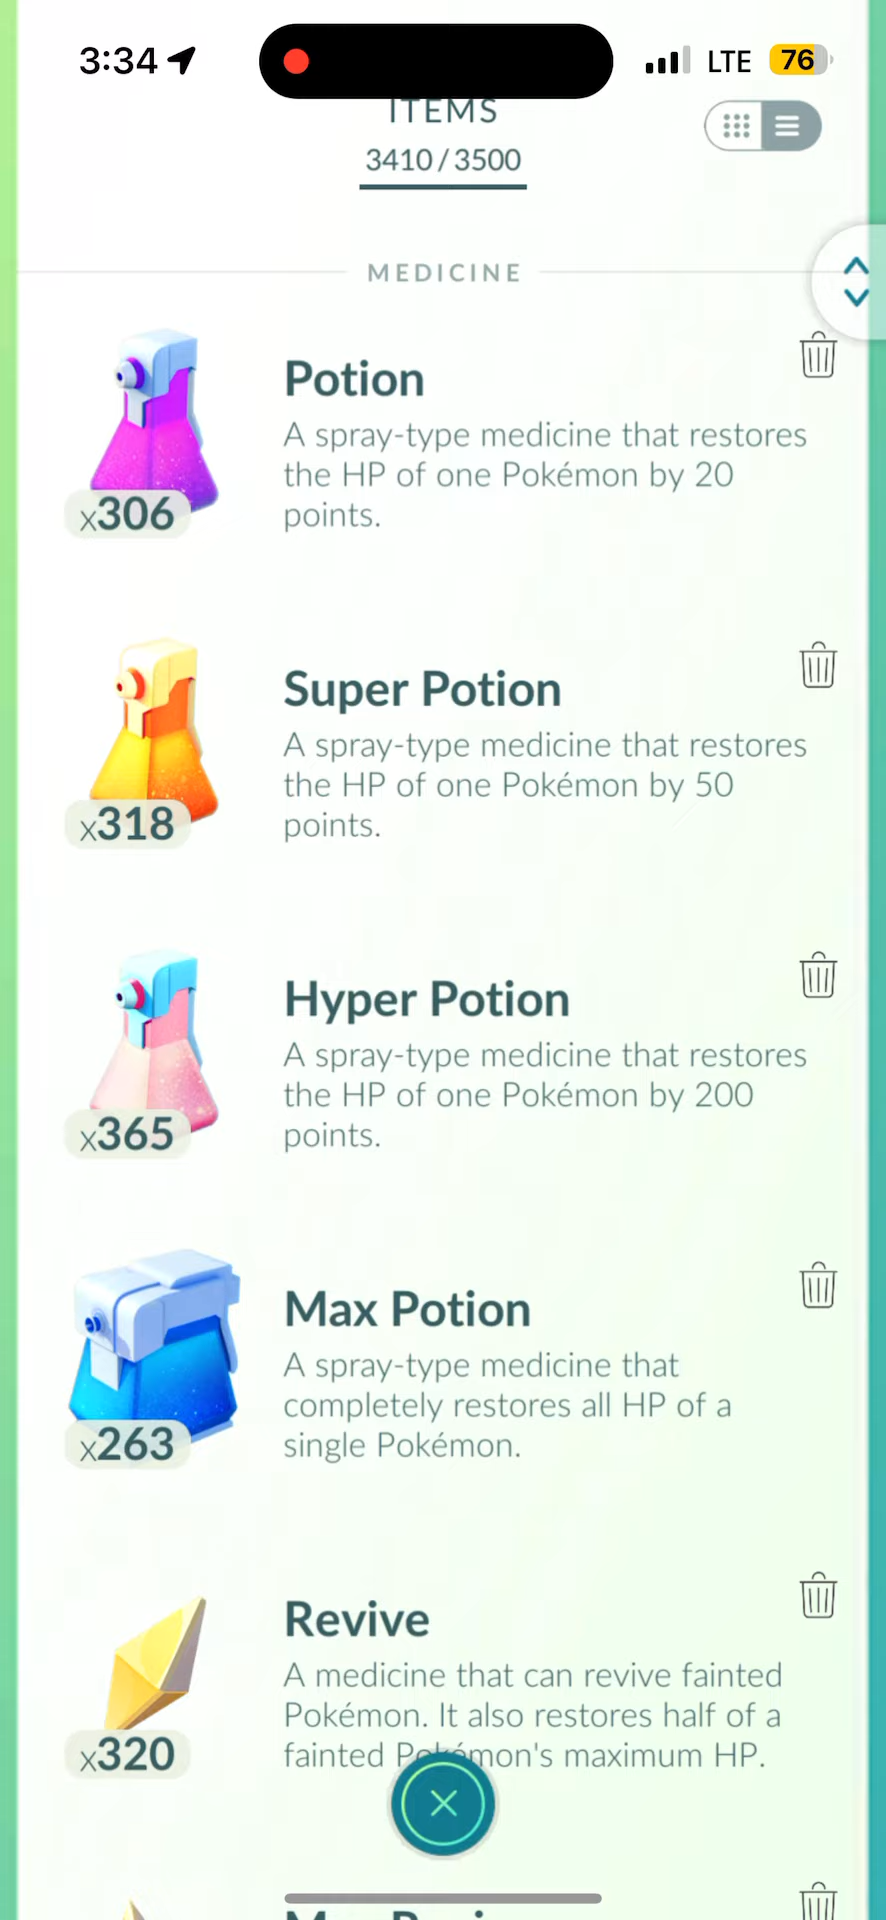 3:34
LTE
76
ITEMS
3410 / 3500
MEDICINE
Potion
A spray-type medicine that restores
the HP of one Pokémon by 20
points.
x306
Super Potion
A spray-type medicine that restores
the HP of one Pokémon by 50
points.
x318
Hyper Potion
A spray-type medicine that restores
the HP of one Pokémon by 200
points.
x365
Max Potion
A spray-type medicine that
completely restores all HP of a
single Pokémon.
x263
Revive
A medicine that can revive fainted
Pokémon. It also restores half of a
fainted Pokémon's maximum HP.
x320